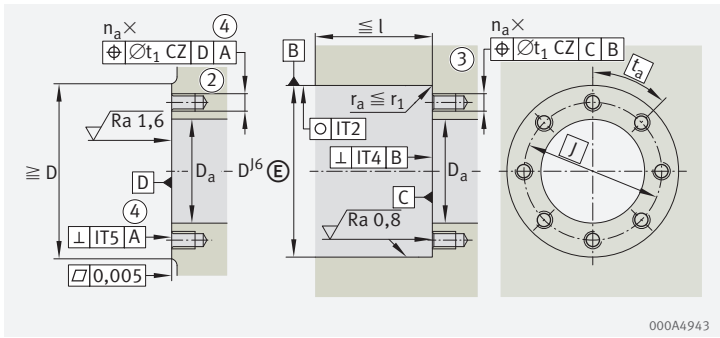 nₐ× ④
⌖ Ø t₁ CZ D A
②
Ra 1,6
≧ D
Dₐ
D
④
⊥ IT5 A
⏥ 0,005
≦ l
B
rₐ ≦ r₁
○ IT2
⊥ IT4 B
D^J6 Ⓔ
Dₐ
C
Ra 0,8
nₐ×
③
⌖ Ø t₁ CZ C B
tₐ
J
000A4943